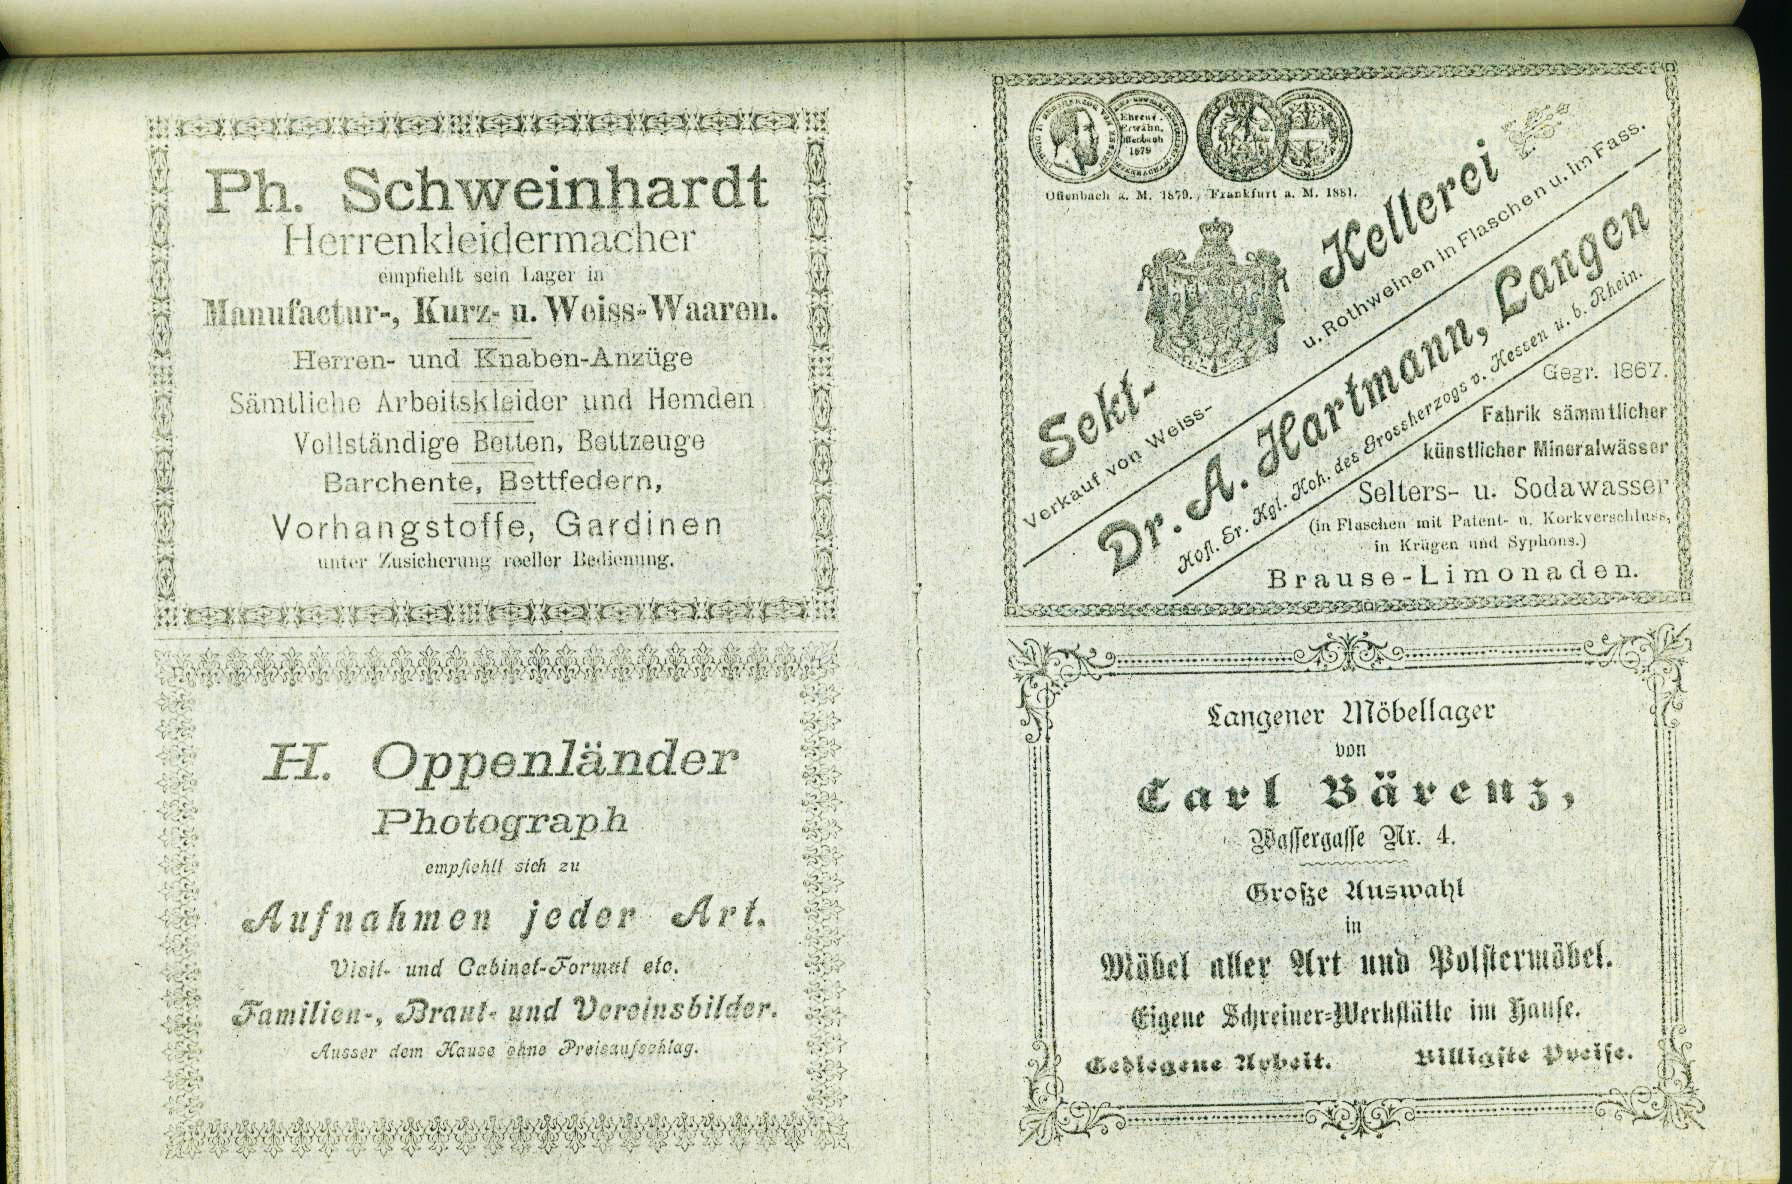 Ph. Schweinhardt
Herrenkleidermacher
empfiehlt sein Lager in
Manufactur-, Kurz- u. Weiss-Waaren.
Herren- und Knaben-Anzüge
Sämtliche Arbeitskleider und Hemden
Vollständige Betten, Bettzeuge
Barchente, Bettfedern,
Vorhangstoffe, Gardinen
unter Zusicherung reeller Bedienung.
H. Oppenländer
Photograph
empfiehlt sich zu
Aufnahmen jeder Art.
Visit- und Cabinet-Format etc.
Familien-, Braut- und Vereinsbilder.
Ausser dem Hause ohne Preisaufschlag.
Ehrenv.
Erwähn.
Offenbach
1879
Offenbach a. M. 1879. Frankfurt a. M. 1881.
Sekt-Kellerei
Verkauf von Weiss- u. Rothweinen in Flaschen u. im Fass.
Dr. A. Hartmann, Langen
Hofl. Sr. Kgl. Hoh. des Grossherzogs v. Hessen u. b. Rhein.
Gegr. 1867.
Fabrik sämmtlicher
künstlicher Mineralwässer
Selters- u. Sodawasser
(in Flaschen mit Patent- u. Korkverschluss,
in Krügen und Syphons.)
Brause-Limonaden.
Langener Möbellager
von
Carl Bärenz,
Wassergasse Nr. 4.
Große Auswahl
in
Möbel aller Art und Polstermöbel.
Eigene Schreiner-Werkstätte im Hause.
Gediegene Arbeit. Billigste Preise.